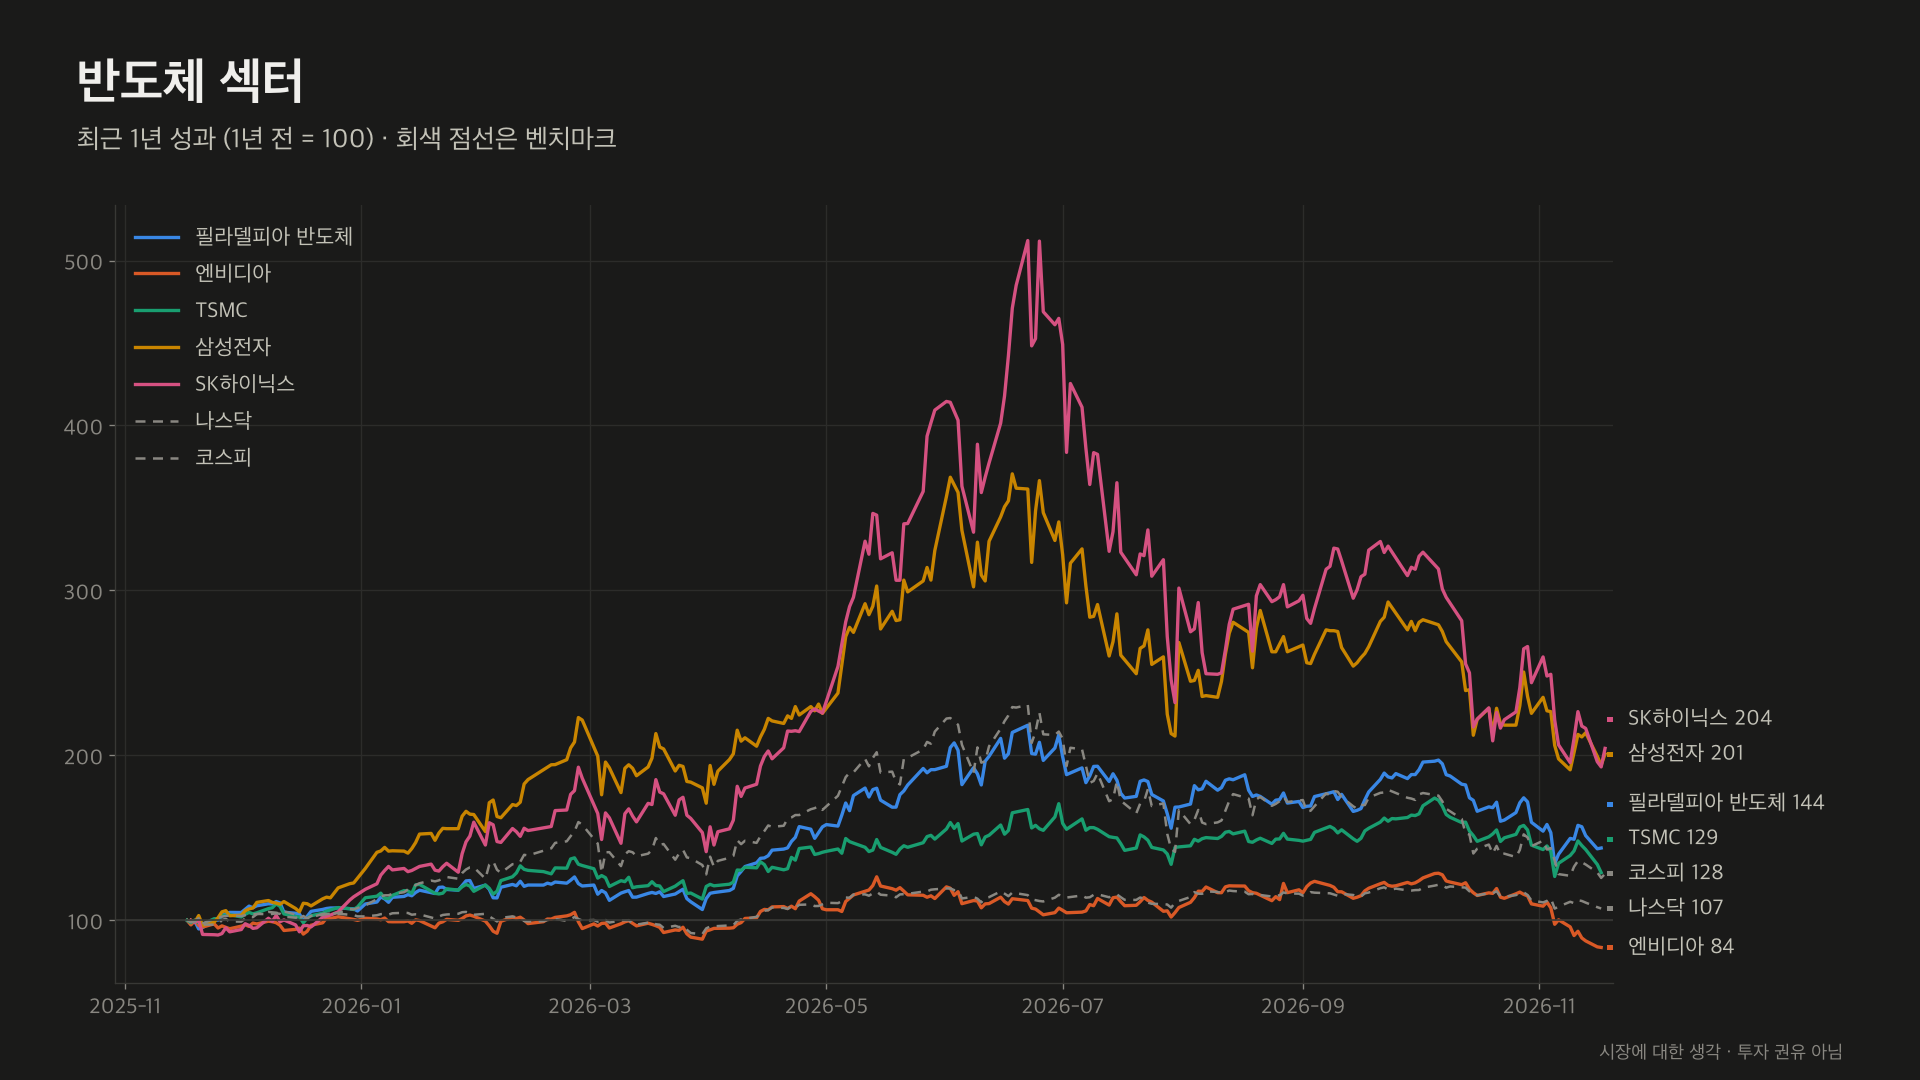 반도체 섹터
최근 1년 성과 (1년 전 = 100) · 회색 점선은 벤치마크
필라델피아 반도체
엔비디아
TSMC
삼성전자
SK하이닉스
나스닥
코스피
500
400
300
200
100
SK하이닉스 204
삼성전자 201
필라델피아 반도체 144
TSMC 129
코스피 128
나스닥 107
엔비디아 84
2025-11
2026-01
2026-03
2026-05
2026-07
2026-09
2026-11
시장에 대한 생각 · 투자 권유 아님